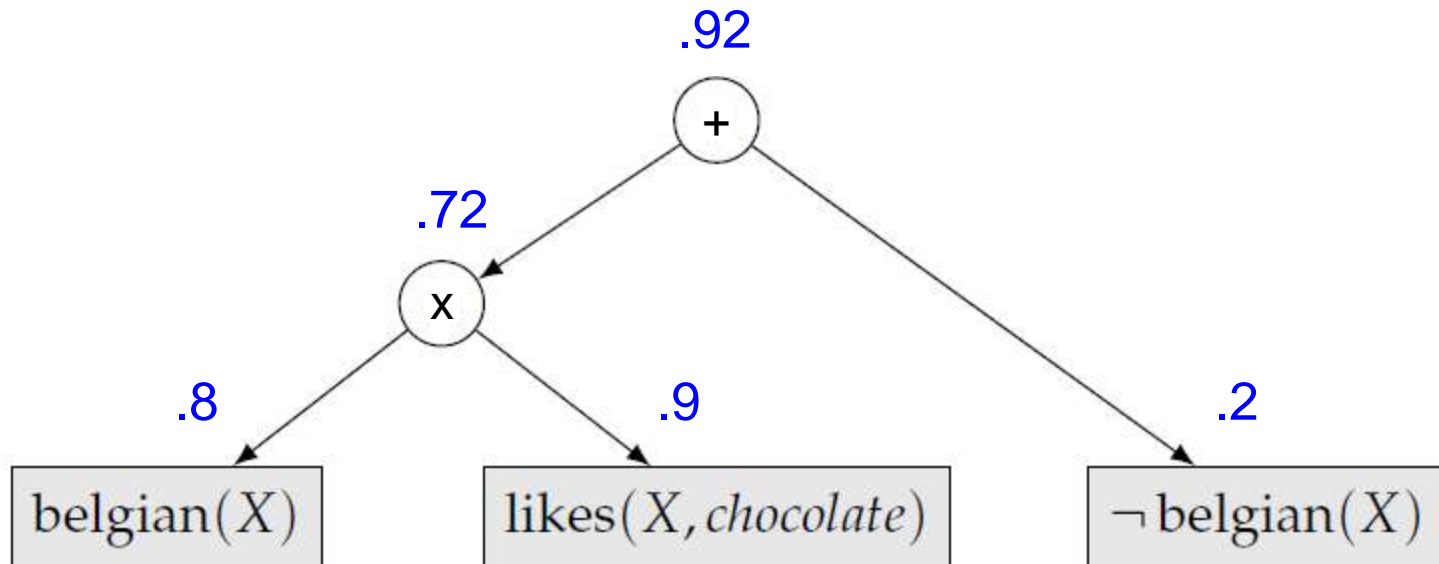 .92
+
.72
x
.8
.9
.2
belgian(X)
likes(X, chocolate)
¬ belgian(X)